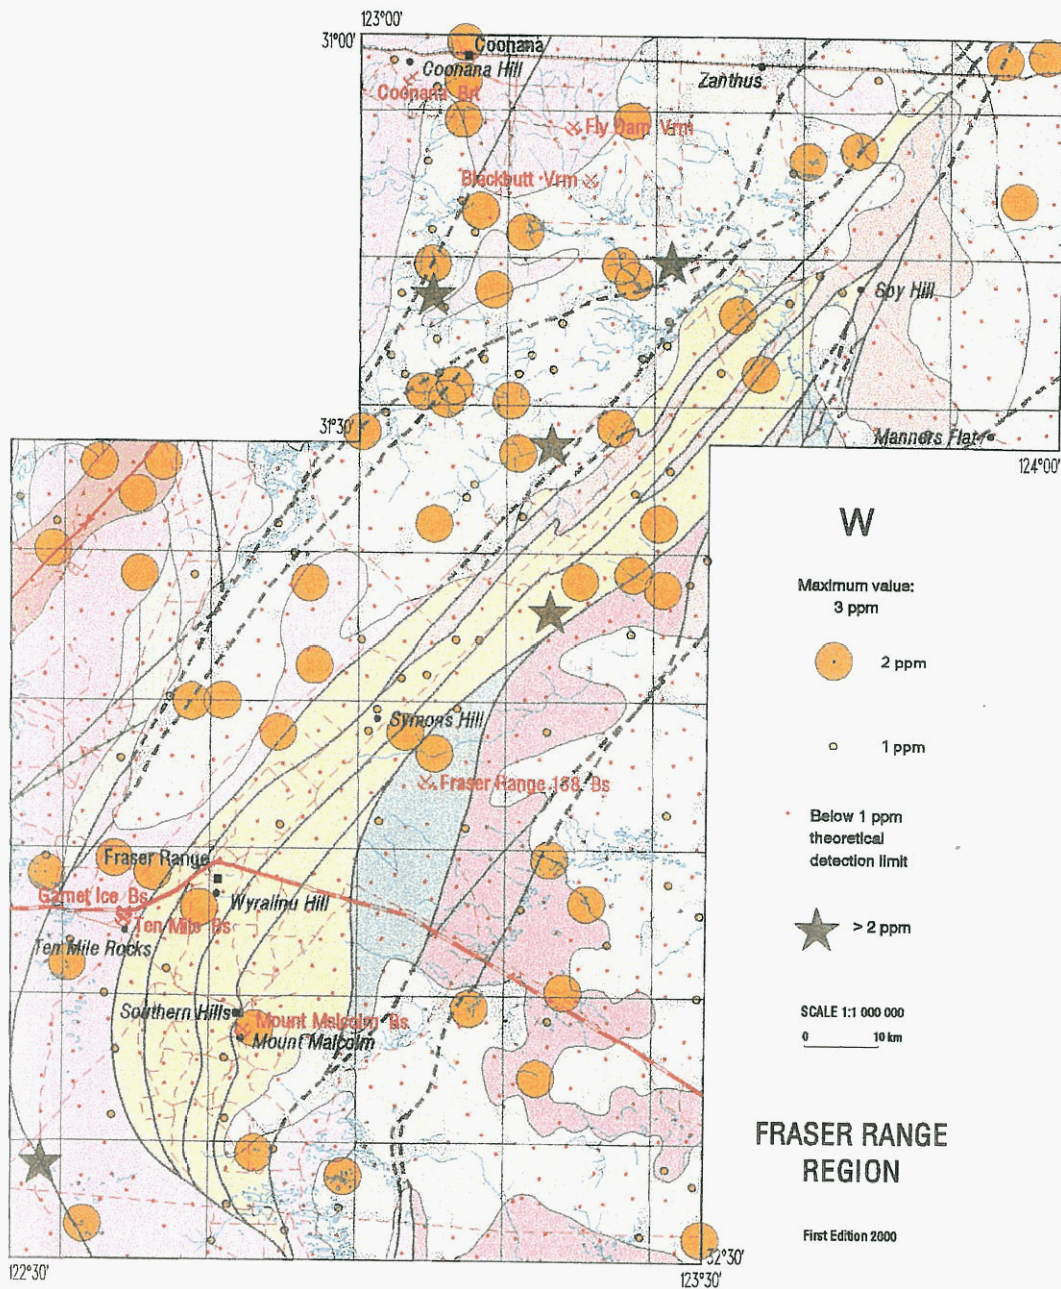 123°00'
31°00'
Coonana
Coonana Hill
Zanthus
Coonana Brt
Fly Dam Vrm
Blackbutt Vrm
Spy Hill
31°30'
Manners Flat
124°00'
W
Maximum value:
3 ppm
2 ppm
Symons Hill
1 ppm
Fraser Range 138 Bs
Below 1 ppm
theoretical
detection limit
Fraser Range
Garnet Ice Bs
Wyralinu Hill
Ten Mile Bs
Ten Mile Rocks
> 2 ppm
Southern Hills
Mount Malcolm Bs
Mount Malcolm
SCALE 1:1 000 000
0 10 km
FRASER RANGE
REGION
First Edition 2000
122°30'
32°30'
123°30'